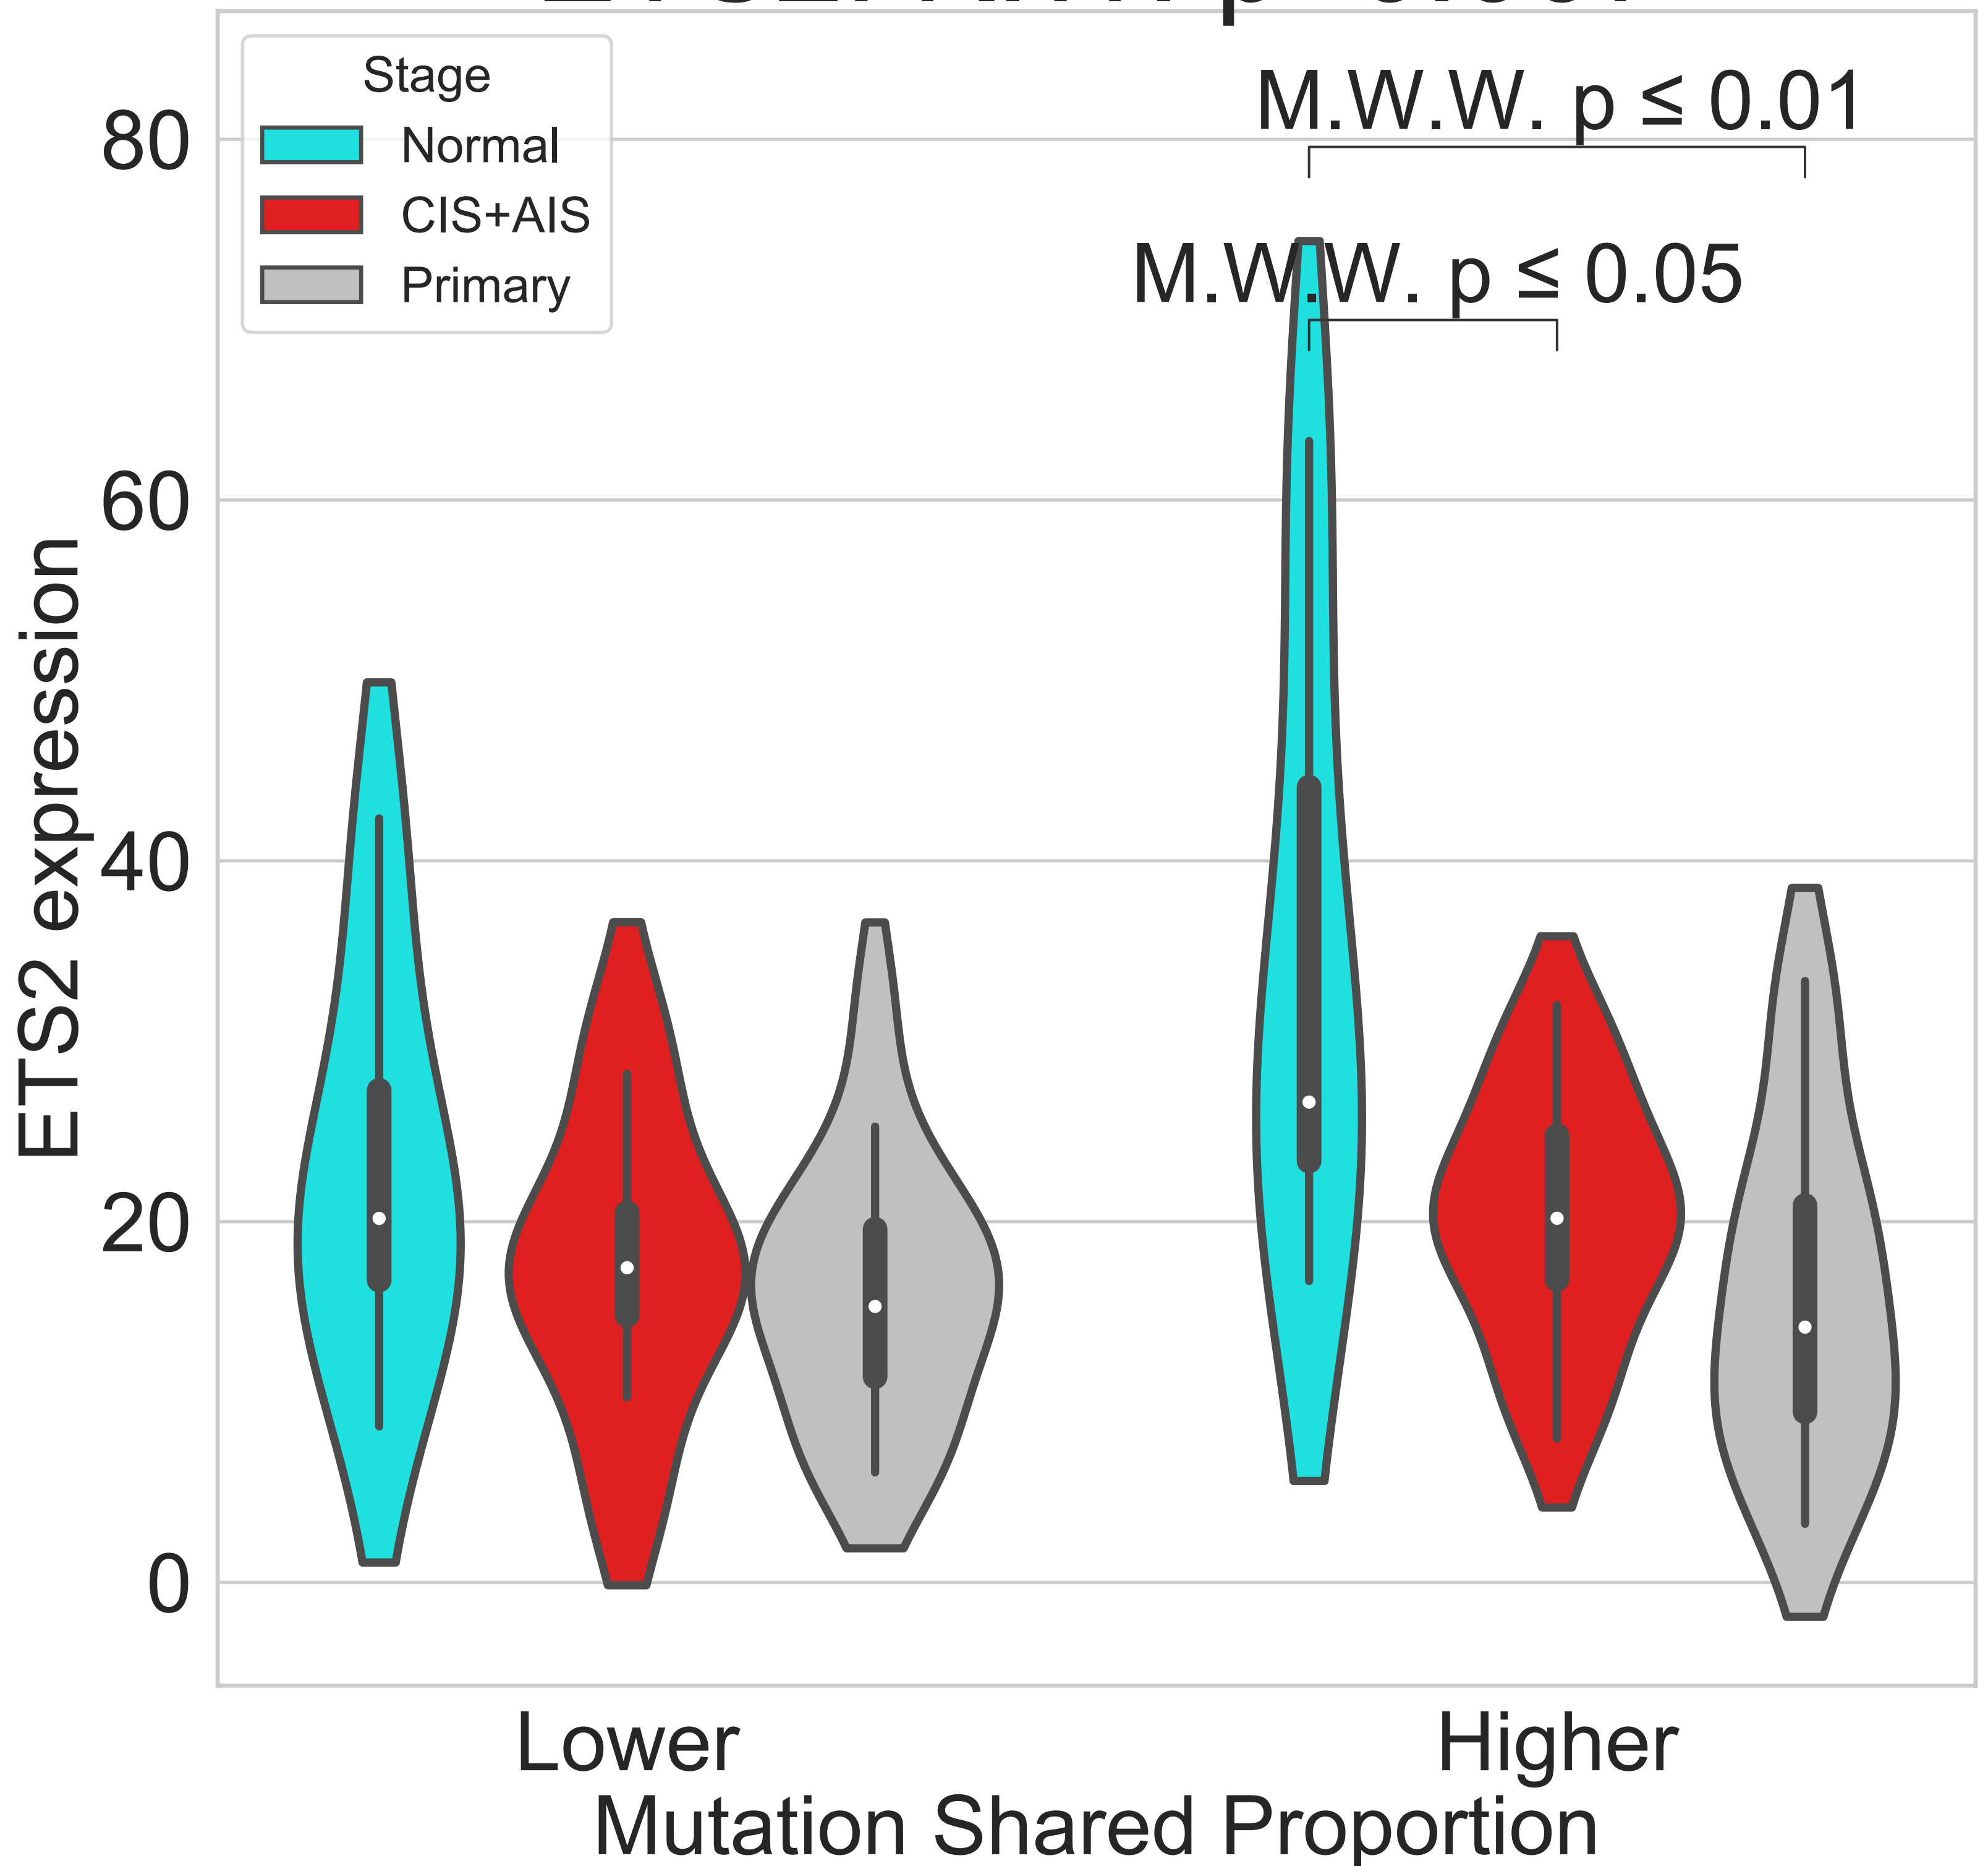 Stage
Normal
CIS+AIS
Primary
M.W.W. p ≤ 0.01
M.W.W. p ≤ 0.05
80
60
40
20
0
ETS2 expression
Lower
Higher
Mutation Shared Proportion